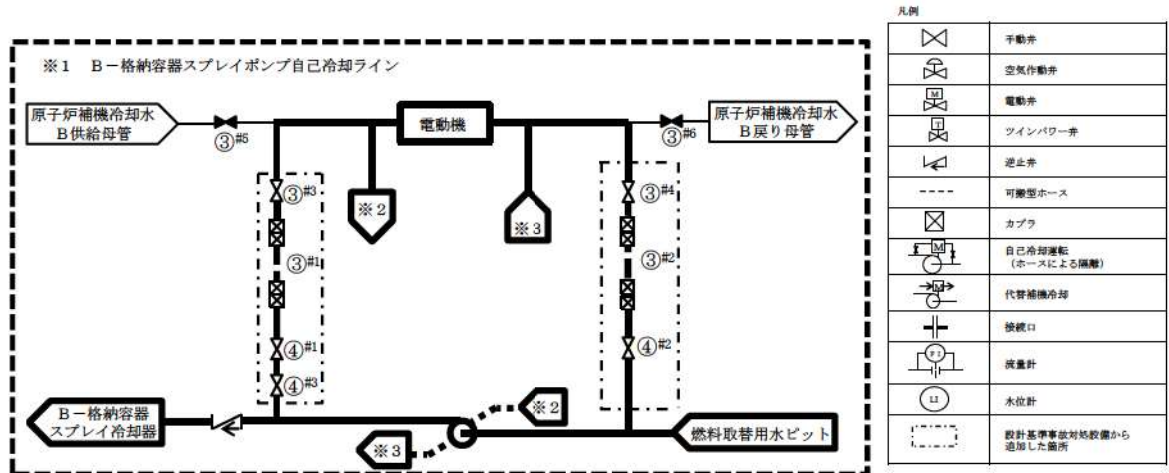 凡例
※1 B－格納容器スプレイポンプ自己冷却ライン
原子炉補機冷却水
B供給母管
③#5
電動機
③#6
原子炉補機冷却水
B戻り母管
③#3
※2
※3
③#4
③#1
③#2
④#1
④#2
④#3
B－格納容器
スプレイ冷却器
※2
※3
燃料取替用水ピット
手動弁
空気作動弁
M
電動弁
T
ツインパワー弁
逆止弁
可搬型ホース
カプラ
M
自己冷却運転
(ホースによる隔離)
M
代替補機冷却
接続口
FI
流量計
LI
水位計
設計基準事故対処設備から
追加した箇所